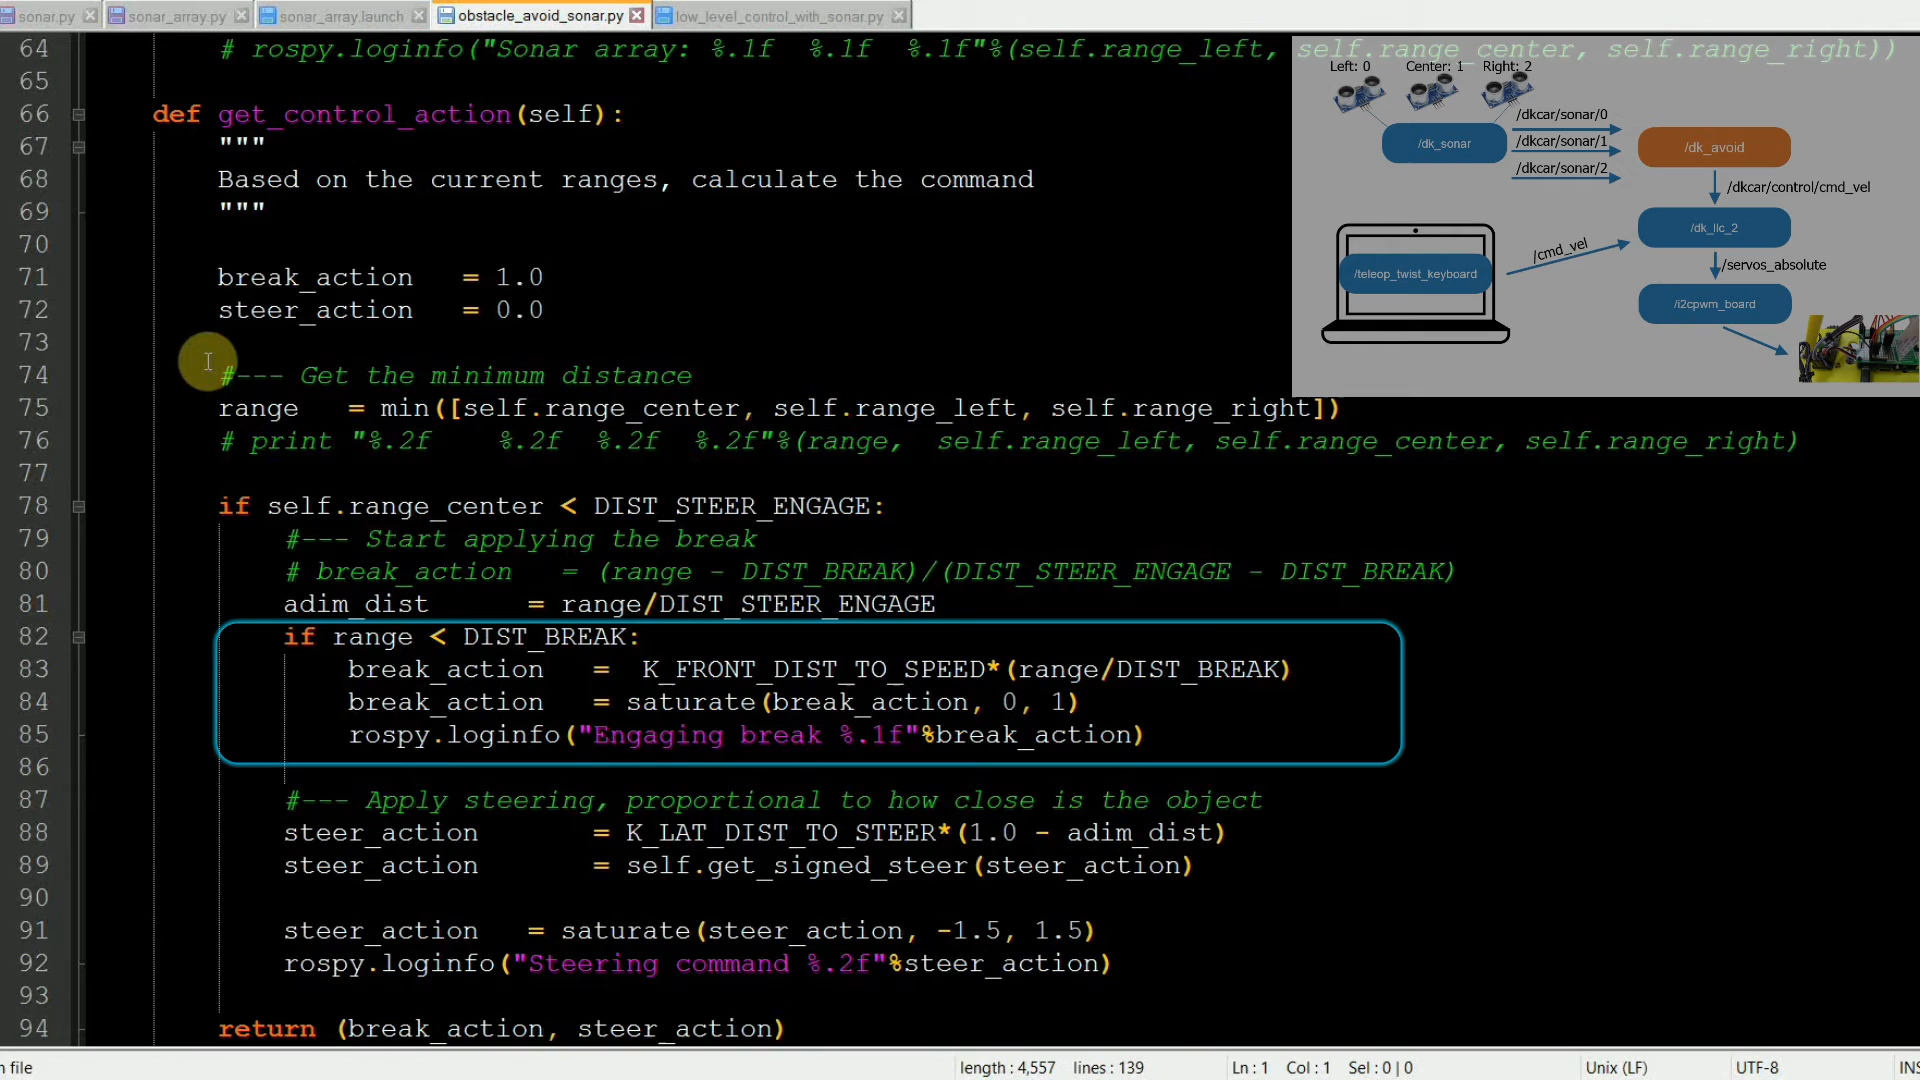 sonar.py
sonar_array.py
sonar_array.launch
obstacle_avoid_sonar.py
low_level_control_with_sonar.py
64 # rospy.loginfo("Sonar array: %.1f  %.1f  %.1f"%(self.range_left, self.range_center, self.range_right))
65
66 def get_control_action(self):
67 """
68 Based on the current ranges, calculate the command
69 """
70
71 break_action   = 1.0
72 steer_action   = 0.0
73
74 #--- Get the minimum distance
75 range   = min([self.range_center, self.range_left, self.range_right])
76 # print "%.2f    %.2f  %.2f  %.2f"%(range,  self.range_left, self.range_center, self.range_right)
77
78 if self.range_center < DIST_STEER_ENGAGE:
79 #--- Start applying the break
80 # break_action   = (range - DIST_BREAK)/(DIST_STEER_ENGAGE - DIST_BREAK)
81 adim_dist      = range/DIST_STEER_ENGAGE
82 if range < DIST_BREAK:
83 break_action   =  K_FRONT_DIST_TO_SPEED*(range/DIST_BREAK)
84 break_action   = saturate(break_action, 0, 1)
85 rospy.loginfo("Engaging break %.1f"%break_action)
86
87 #--- Apply steering, proportional to how close is the object
88 steer_action       = K_LAT_DIST_TO_STEER*(1.0 - adim_dist)
89 steer_action       = self.get_signed_steer(steer_action)
90
91 steer_action   = saturate(steer_action, -1.5, 1.5)
92 rospy.loginfo("Steering command %.2f"%steer_action)
93
94 return (break_action, steer_action)
Left: 0
Center: 1
Right: 2
/dk_sonar
/dkcar/sonar/0
/dkcar/sonar/1
/dkcar/sonar/2
/dk_avoid
/dkcar/control/cmd_vel
/dk_llc_2
/cmd_vel
/teleop_twist_keyboard
/servos_absolute
/i2cpwm_board
n file
length : 4,557
lines : 139
Ln : 1
Col : 1
Sel : 0 | 0
Unix (LF)
UTF-8
INS